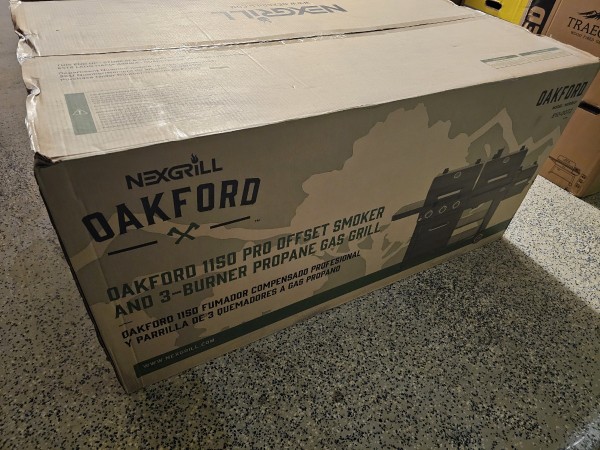 NEXGRILL
NEXGRILL
OAKFORD
OAKFORD 1150 PRO OFFSET SMOKER
AND 3-BURNER PROPANE GAS GRILL
OAKFORD 1150 FUMADOR COMPENSADO PROFESIONAL
Y PARRILLA DE 3 QUEMADORES A GAS PROPANO
WWW.NEXGRILL.COM
OAKFORD
TRAEG